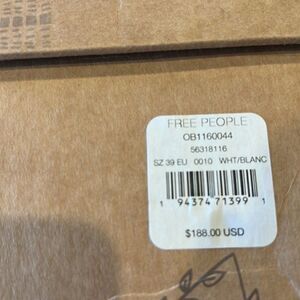 FREE PEOPLE
OB1160044
56318116
SZ 39 EU 0010 WHT/BLANC
1 94374 71399 1
$188.00 USD